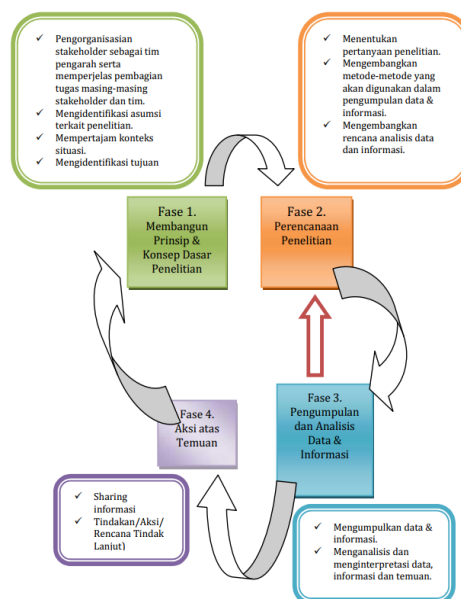 ✓ Pengorganisasian
stakeholder sebagai tim
pengarah serta
memperjelas pembagian
tugas masing-masing
stakeholder dan tim.
✓ Mengidentifikasi asumsi
terkait penelitian.
✓ Mempertajam konteks
situasi.
✓ Mengidentifikasi tujuan
✓ Menentukan
pertanyaan penelitian.
✓ Mengembangkan
metode-metode yang
akan digunakan dalam
pengumpulan data &
informasi.
✓ Mengembangkan
rencana analisis data
dan informasi.
Fase 1.
Membangun
Prinsip &
Konsep Dasar
Penelitian
Fase 2.
Perencanaan
Penelitian
Fase 3.
Pengumpulan
dan Analisis
Data &
Informasi
Fase 4.
Aksi atas
Temuan
✓ Sharing
informasi
✓ Tindakan/Aksi/
Rencana Tindak
Lanjut)
✓ Mengumpulkan data &
informasi.
✓ Menganalisis dan
menginterpretasi data,
informasi dan temuan.